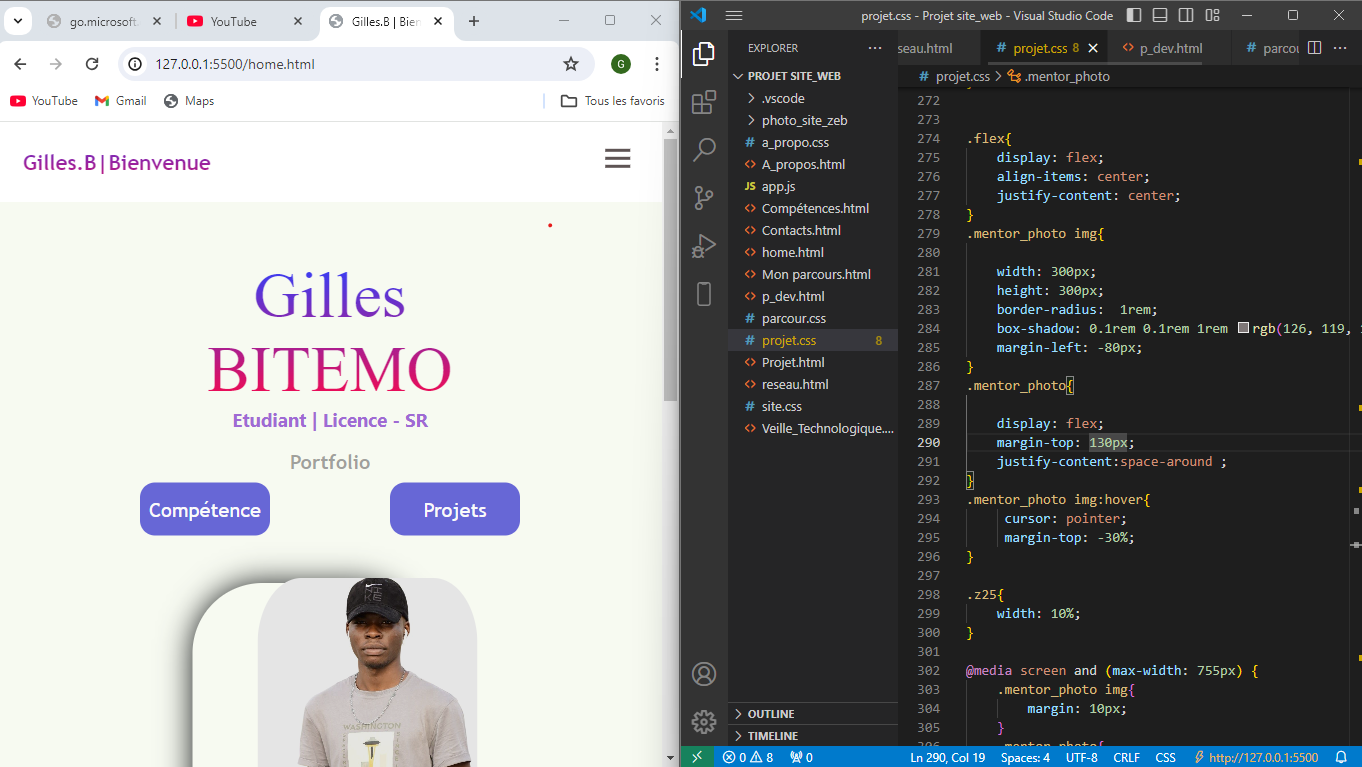 go.microsoft
YouTube
Gilles.B | Bien
127.0.0.1:5500/home.html
G
YouTube
Gmail
Maps
Tous les favoris
Gilles.B|Bienvenue
Gilles
BITEMO
Etudiant | Licence - SR
Portfolio
Compétence
Projets
WASHINGTON
projet.css - Projet site_web - Visual Studio Code
EXPLORER
PROJET SITE_WEB
.vscode
photo_site_zeb
# a_propo.css
<> A_propos.html
JS app.js
<> Compétences.html
<> Contacts.html
<> home.html
<> Mon parcours.html
<> p_dev.html
# parcour.css
# projet.css 8
<> Projet.html
<> reseau.html
# site.css
<> Veille_Technologique....
OUTLINE
TIMELINE
seau.html
# projet.css 8
<> p_dev.html
# parcou
# projet.css > .mentor_photo
272
273
274 .flex{
275 display: flex;
276 align-items: center;
277 justify-content: center;
278 }
279 .mentor_photo img{
280
281 width: 300px;
282 height: 300px;
283 border-radius:  1rem;
284 box-shadow: 0.1rem 0.1rem 1rem rgb(126, 119,
285 margin-left: -80px;
286 }
287 .mentor_photo{
288
289 display: flex;
290 margin-top: 130px;
291 justify-content:space-around ;
292 }
293 .mentor_photo img:hover{
294 cursor: pointer;
295 margin-top: -30%;
296 }
297
298 .z25{
299 width: 10%;
300 }
301
302 @media screen and (max-width: 755px) {
303 .mentor_photo img{
304 margin: 10px;
305 }
0 8 0 Ln 290, Col 19 Spaces: 4 UTF-8 CRLF CSS http://127.0.0.1:5500